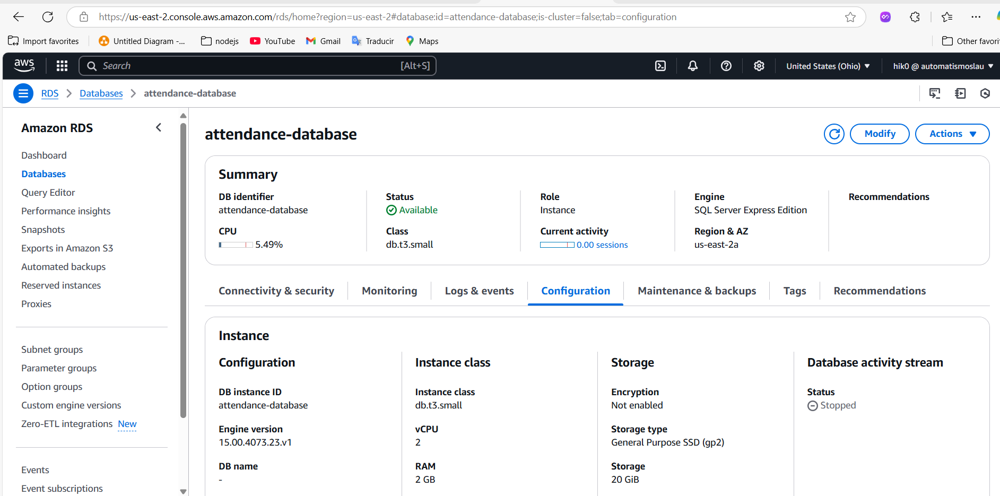 https://us-east-2.console.aws.amazon.com/rds/home?region=us-east-2#database:id=attendance-database;is-cluster=false;tab=configuration
Import favorites
Untitled Diagram -...
nodejs
YouTube
Gmail
Traducir
Maps
Other favori
aws
Search
[Alt+S]
United States (Ohio)
hik0 @ automatismoslau
RDS
Databases
attendance-database
Amazon RDS
Dashboard
Databases
Query Editor
Performance insights
Snapshots
Exports in Amazon S3
Automated backups
Reserved instances
Proxies
Subnet groups
Parameter groups
Option groups
Custom engine versions
Zero-ETL integrations New
Events
Event subscriptions
attendance-database
Modify
Actions
Summary
DB identifier
attendance-database
CPU
5.49%
Status
Available
Class
db.t3.small
Role
Instance
Current activity
0.00 sessions
Engine
SQL Server Express Edition
Region & AZ
us-east-2a
Recommendations
Connectivity & security
Monitoring
Logs & events
Configuration
Maintenance & backups
Tags
Recommendations
Instance
Configuration
DB instance ID
attendance-database
Engine version
15.00.4073.23.v1
DB name
-
Instance class
Instance class
db.t3.small
vCPU
2
RAM
2 GB
Storage
Encryption
Not enabled
Storage type
General Purpose SSD (gp2)
Storage
20 GiB
Database activity stream
Status
Stopped